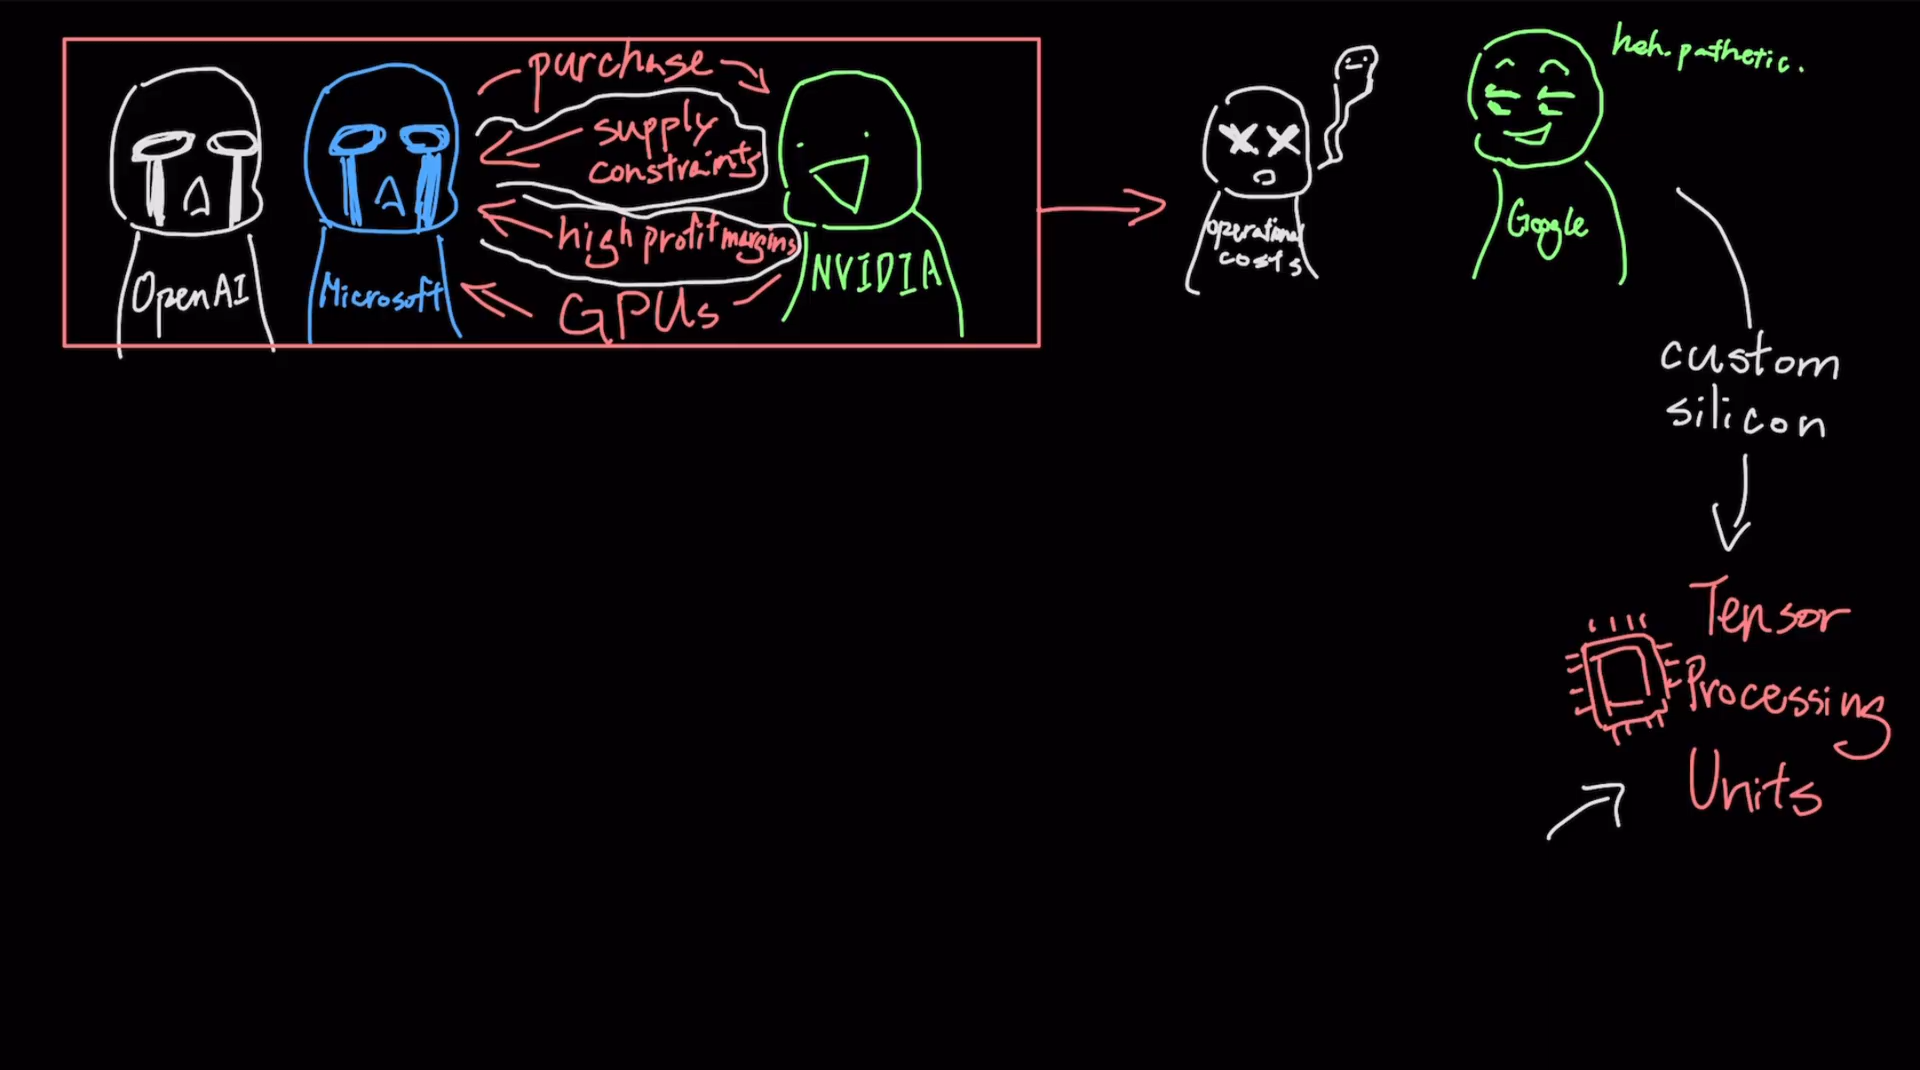 purchase
supply
constraints
high profit margins
GPUs
OpenAI
Microsoft
NVIDIA
operational
costs
heh. pathetic.
Google
custom
silicon
Tensor
Processing
Units